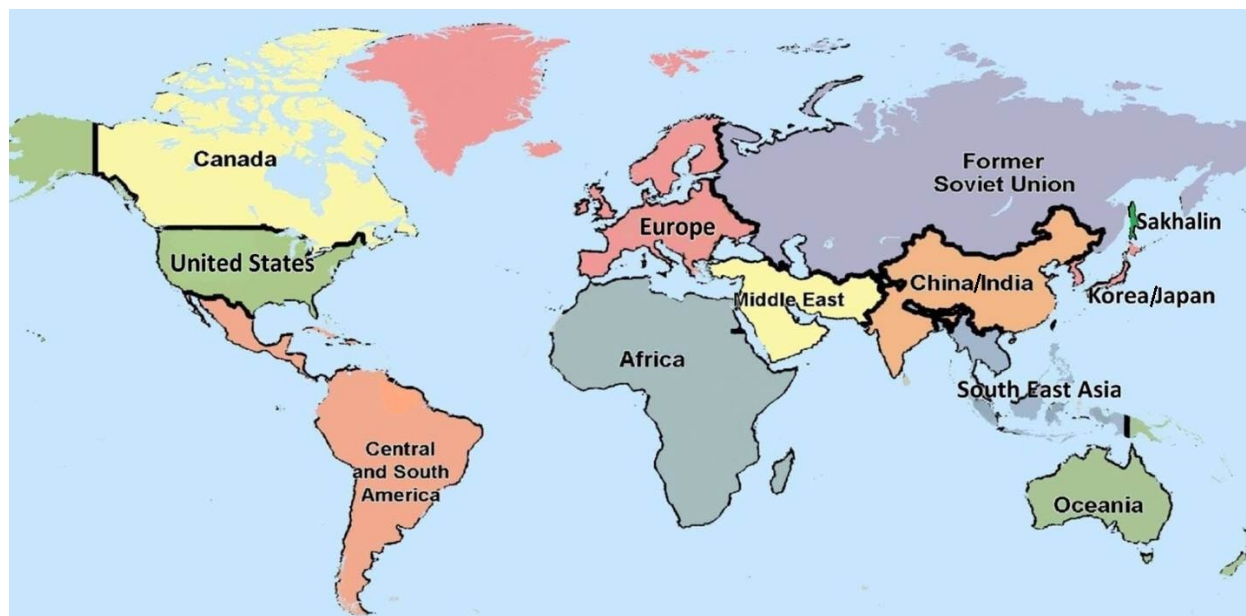 Canada
Former
Soviet Union
Sakhalin
Europe
United States
China/India
Korea/Japan
Middle East
Africa
South East Asia
Central
and South
America
Oceania